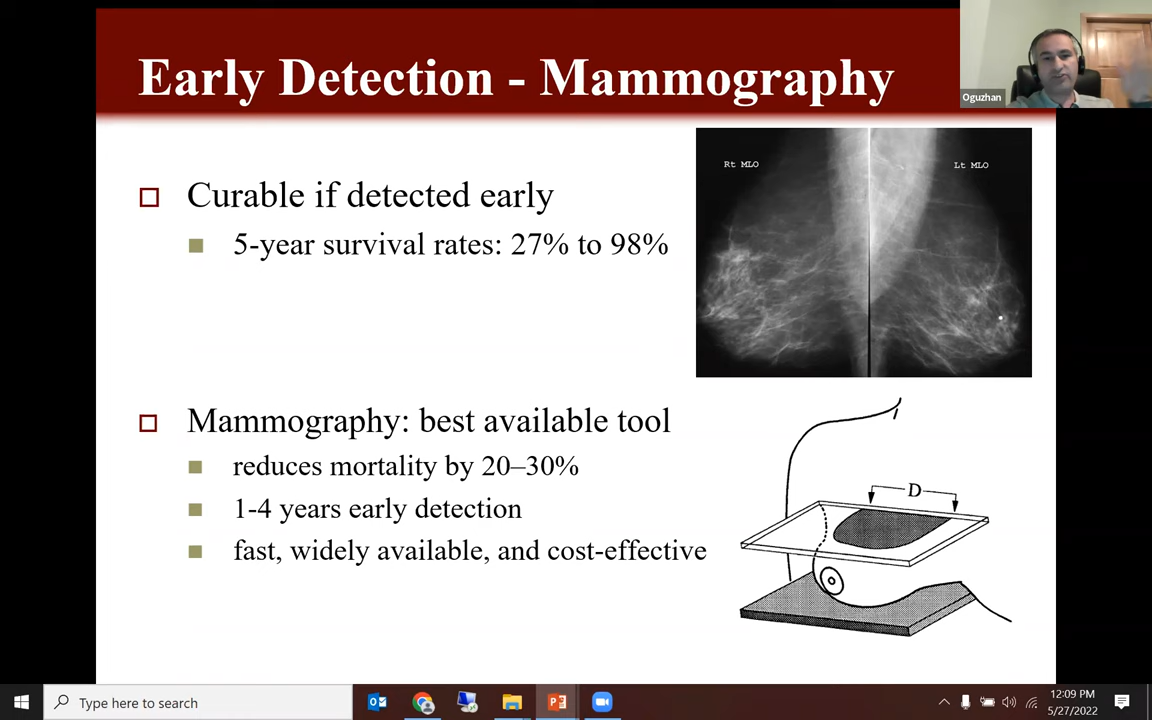 Early Detection - Mammography
Oguzhan
Rt MLO
Lt MLO
Curable if detected early
5-year survival rates: 27% to 98%
Mammography: best available tool
reduces mortality by 20–30%
1-4 years early detection
fast, widely available, and cost-effective
D
Type here to search
12:09 PM
5/27/2022